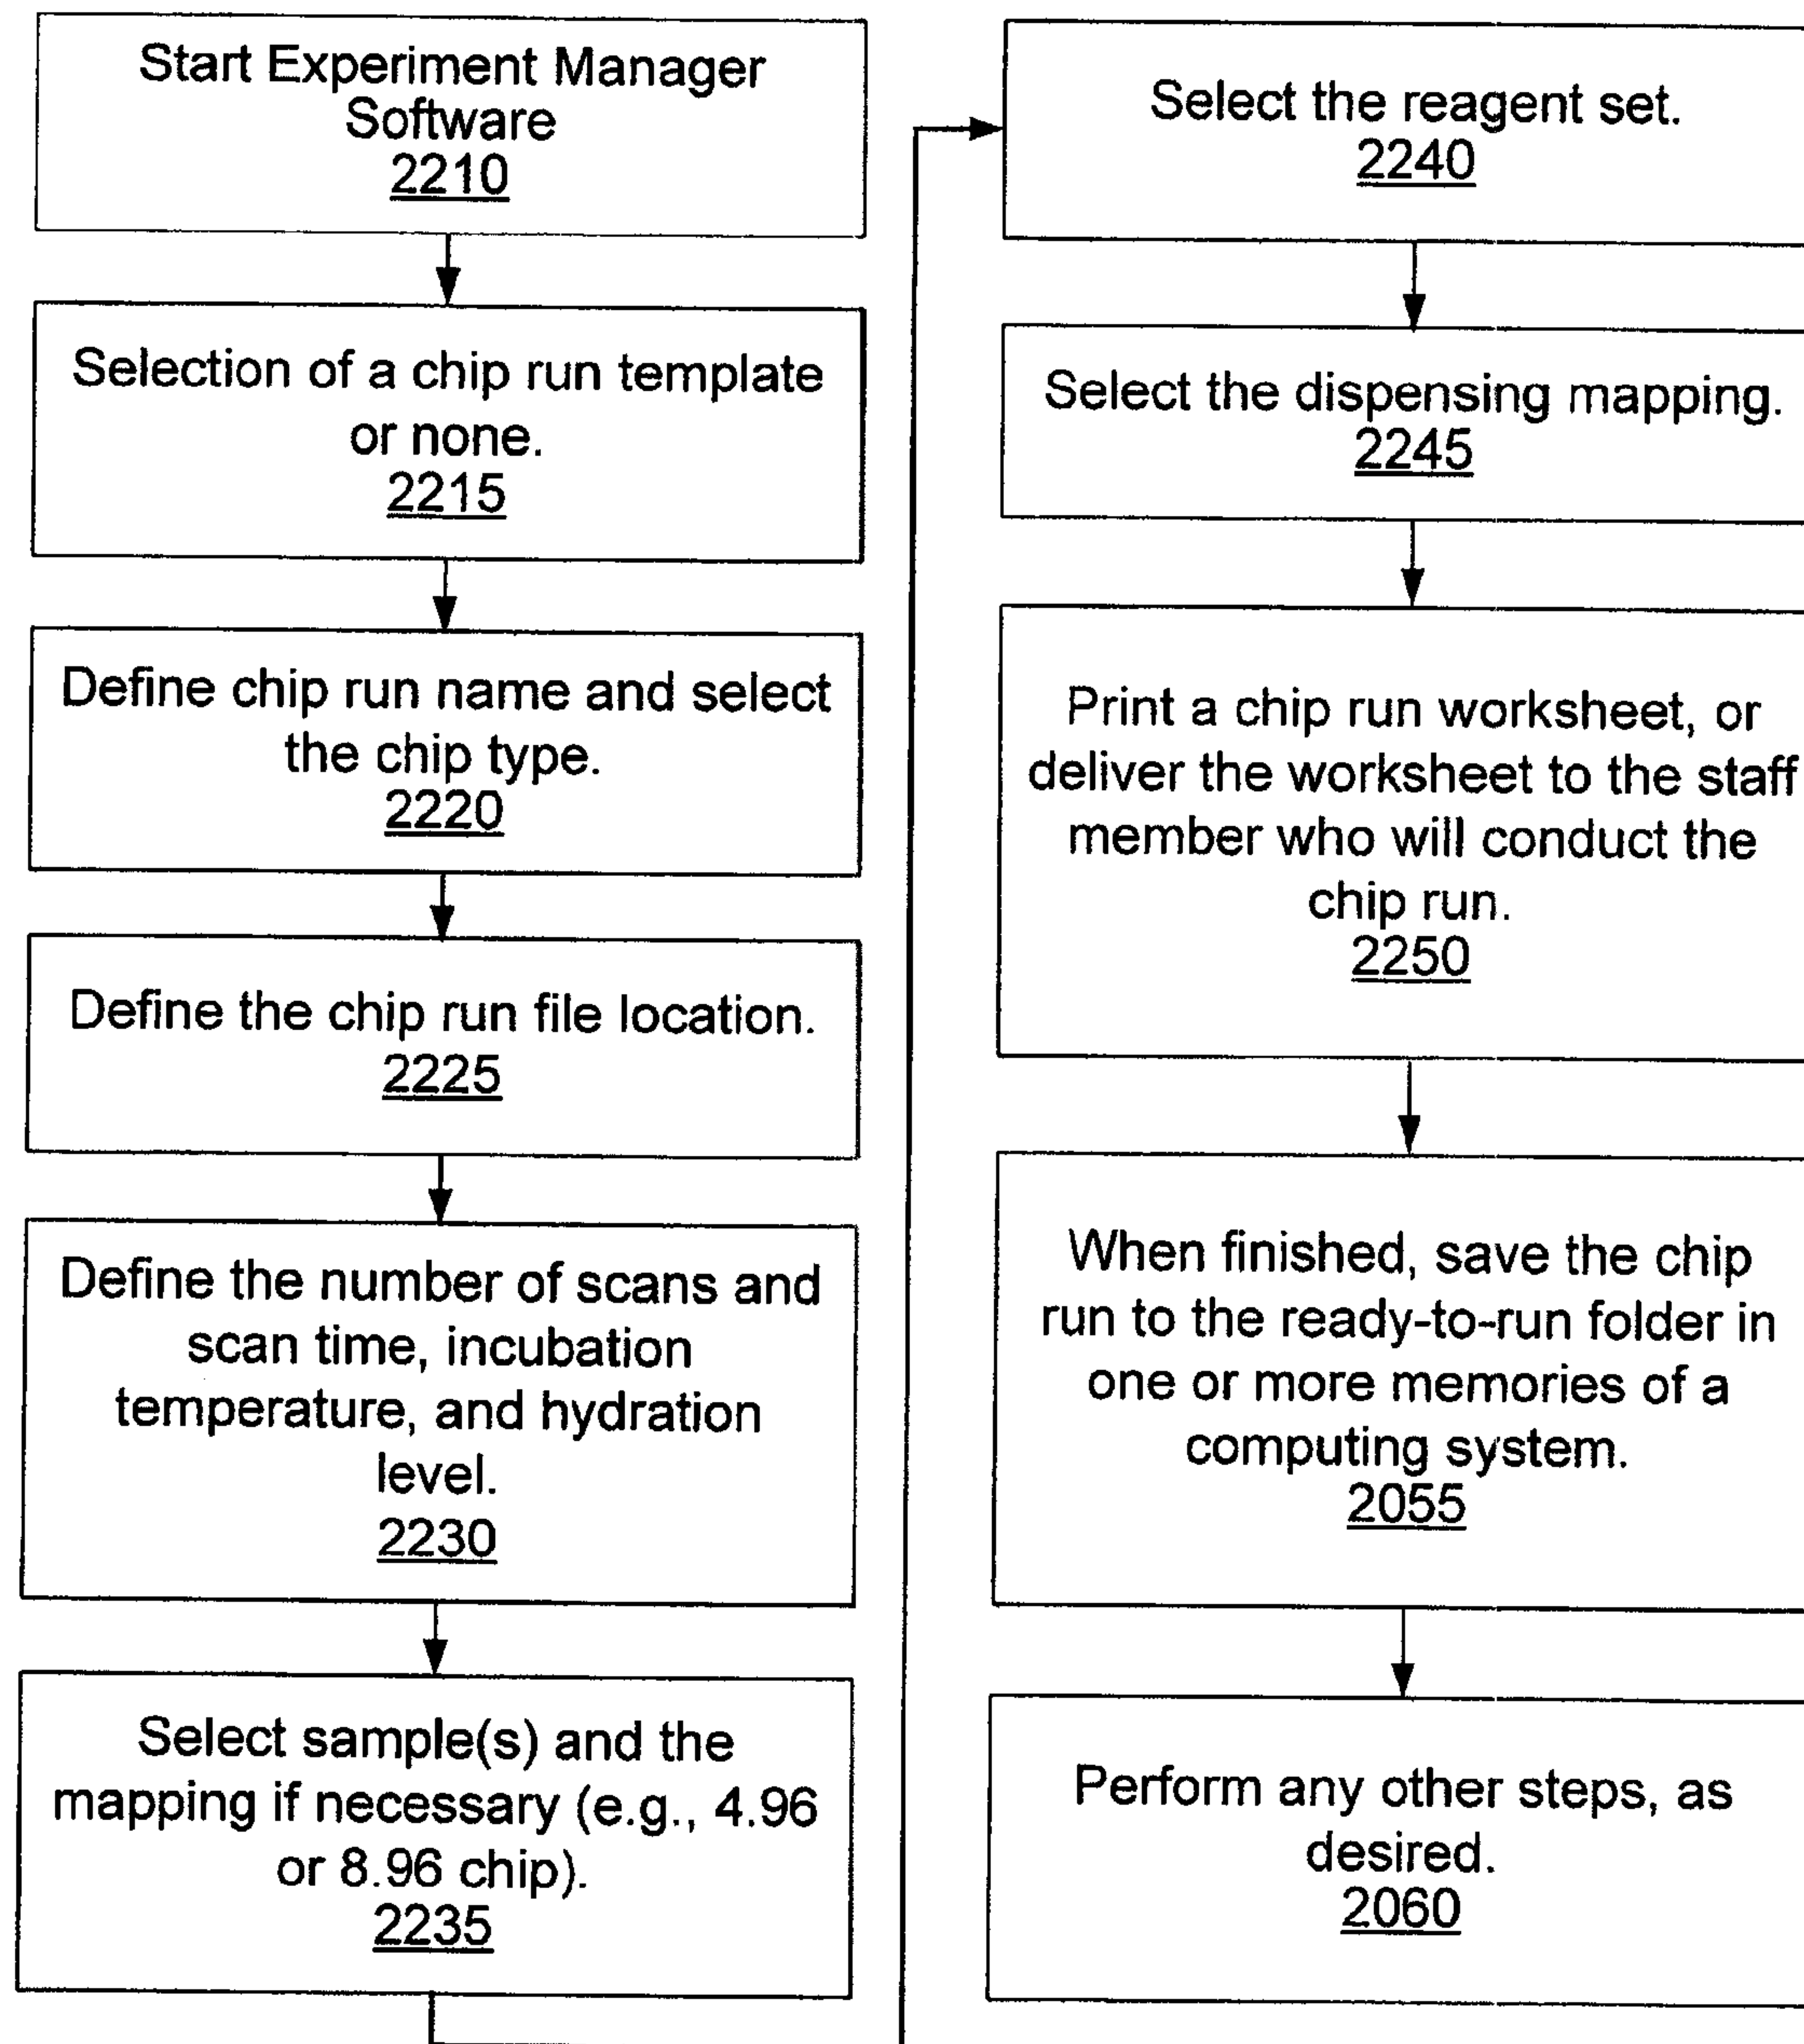 Start Experiment Manager
Software
2210
Selection of a chip run template
or none.
2215
Define chip run name and select
the chip type.
2220
Define the chip run file location.
2225
Define the number of scans and
scan time, incubation
temperature, and hydration
level.
2230
Select sample(s) and the
mapping if necessary (e.g., 4.96
or 8.96 chip).
2235
Select the reagent set.
2240
Select the dispensing mapping.
2245
Print a chip run worksheet, or
deliver the worksheet to the staff
member who will conduct the
chip run.
2250
When finished, save the chip
run to the ready-to-run folder in
one or more memories of a
computing system.
2055
Perform any other steps, as
desired.
2060